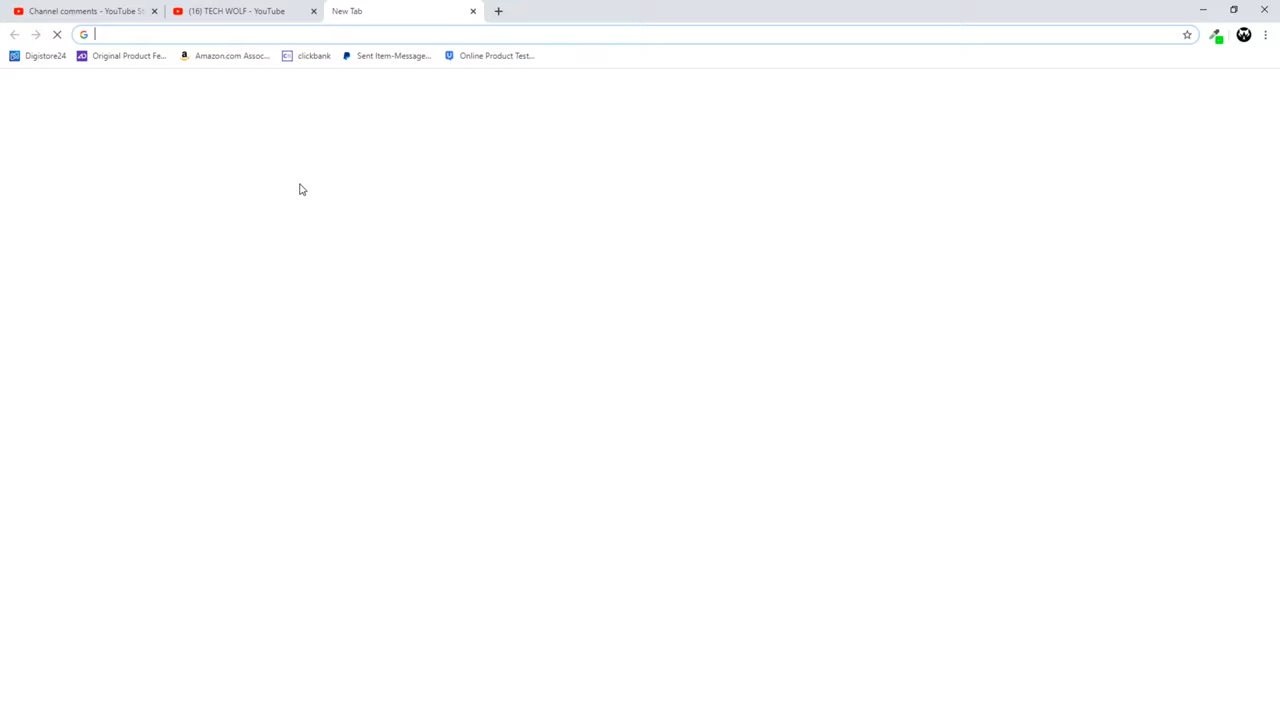 Channel comments - YouTube St
(16) TECH WOLF - YouTube
New Tab
Digistore24
Original Product Fe...
Amazon.com Assoc...
clickbank
Sent Item-Message...
Online Product Test...